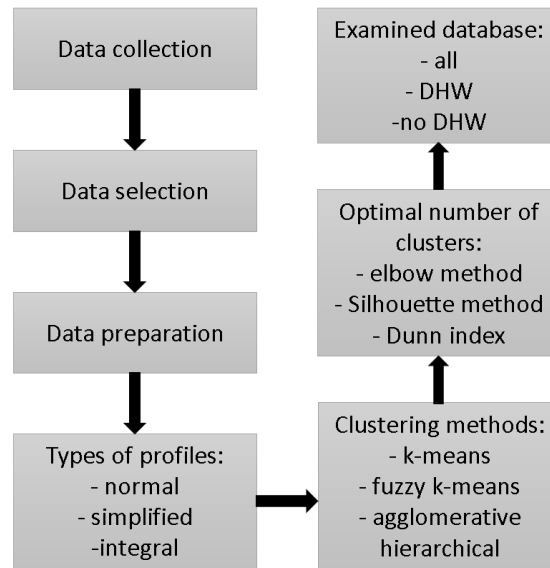 Data collection
Data selection
Data preparation
Types of profiles:
- normal
- simplified
-integral
Clustering methods:
- k-means
- fuzzy k-means
- agglomerative
hierarchical
Optimal number of
clusters:
- elbow method
- Silhouette method
- Dunn index
Examined database:
- all
- DHW
-no DHW